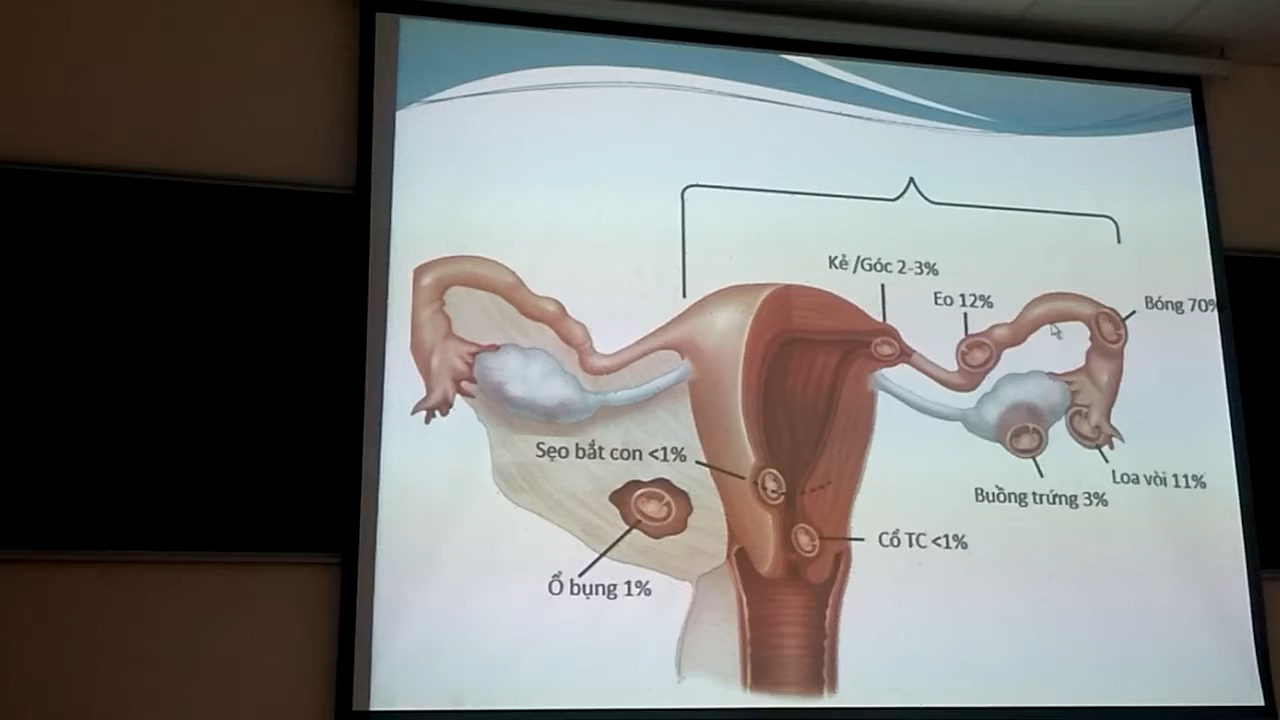 Kẻ /Góc 2-3%
Eo 12%
Bóng 70%
Sẹo bắt con <1%
Loa vòi 11%
Buồng trứng 3%
Cổ TC <1%
Ổ bụng 1%